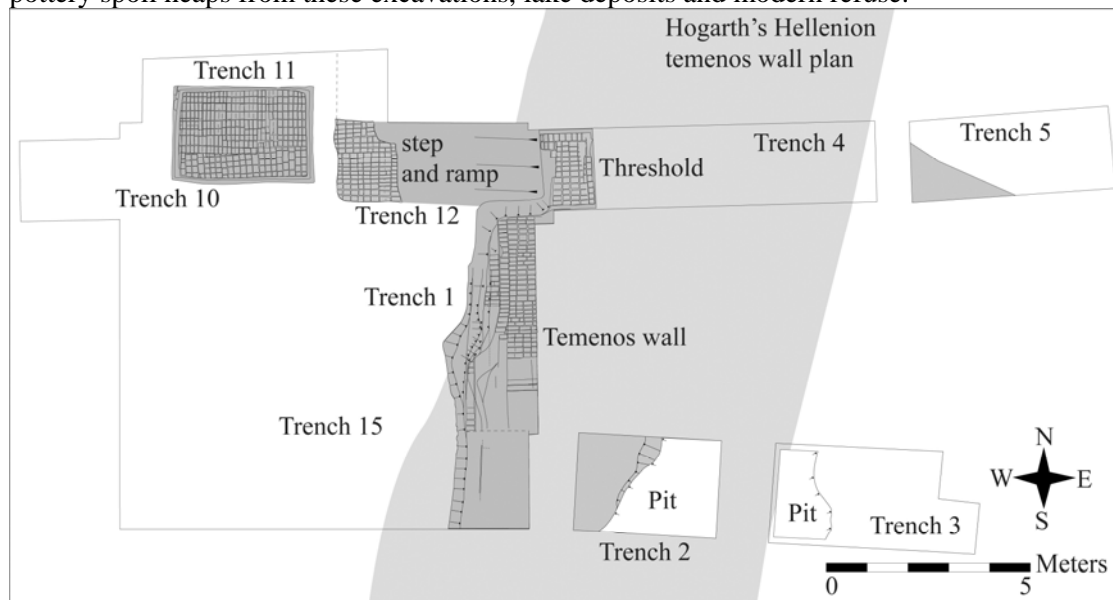 pottery spoil heaps from these excavations, lake deposits and modern refuse.
Hogarth's Hellenion
temenos wall plan
Trench 11
Trench 4
Trench 5
step
and ramp
Threshold
Trench 10
Trench 12
Trench 1
Temenos wall
Trench 15
N
W
E
S
Pit
Pit
Trench 3
Trench 2
Meters
0
5